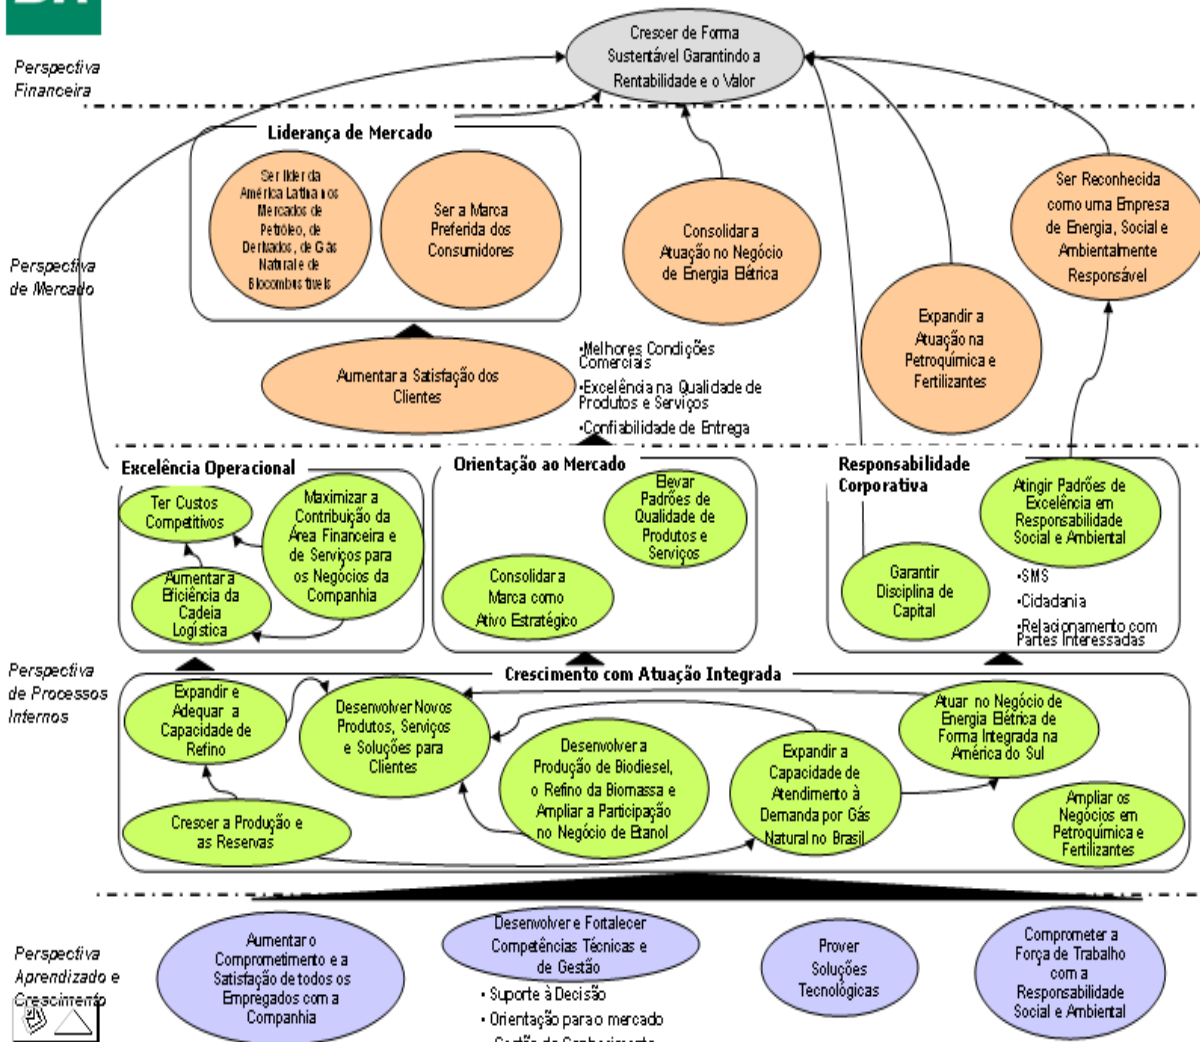 BR
Perspectiva
Financeira
Crescer de Forma
Sustentável Garantindo a
Rentabilidade e o Valor
Perspectiva
de Mercado
Liderança de Mercado
Ser líder da
América Latina nos
Mercados de
Petróleo, de
Derivados, de Gás
Natural e de
Biocombustíveis
Ser a Marca
Preferida dos
Consumidores
Consolidar a
Atuação no Negócio
de Energia Elétrica
Expandir a
Atuação na
Petroquímica e
Fertilizantes
Ser Reconhecida
como uma Empresa
de Energia, Social e
Ambientalmente
Responsável
Aumentar a Satisfação dos
Clientes
•Melhores Condições
Comerciais
•Excelência na Qualidade de
Produtos e Serviços
•Confiabilidade de Entrega
Perspectiva
de Processos
Internos
Excelência Operacional
Ter Custos
Competitivos
Maximizar a
Contribuição da
Área Financeira e
de Serviços para
os Negócios da
Companhia
Aumentar a
Eficiência da
Cadeia
Logística
Orientação ao Mercado
Elevar
Padrões de
Qualidade de
Produtos e
Serviços
Consolidar a
Marca como
Ativo Estratégico
Responsabilidade
Corporativa
Atingir Padrões de
Excelência em
Responsabilidade
Social e Ambiental
Garantir
Disciplina de
Capital
•SMS
•Cidadania
•Relacionamento com
Partes Interessadas
Crescimento com Atuação Integrada
Expandir e
Adequar a
Capacidade de
Refino
Desenvolver Novos
Produtos, Serviços
e Soluções para
Clientes
Desenvolver a
Produção de Biodiesel,
o Refino da Biomassa e
Ampliar a Participação
no Negócio de Etanol
Expandir a
Capacidade de
Atendimento à
Demanda por Gás
Natural no Brasil
Atuar no Negócio de
Energia Elétrica de
Forma Integrada na
América do Sul
Ampliar os
Negócios em
Petroquímica e
Fertilizantes
Crescer a Produção e
as Reservas
Perspectiva
Aprendizado e
Crescimento
Aumentar o
Comprometimento e a
Satisfação de todos os
Empregados com a
Companhia
Desenvolver e Fortalecer
Competências Técnicas e
de Gestão
• Suporte à Decisão
• Orientação para o mercado
Gestão do Conhecimento
Prover
Soluções
Tecnológicas
Comprometer a
Força de Trabalho
com a
Responsabilidade
Social e Ambiental